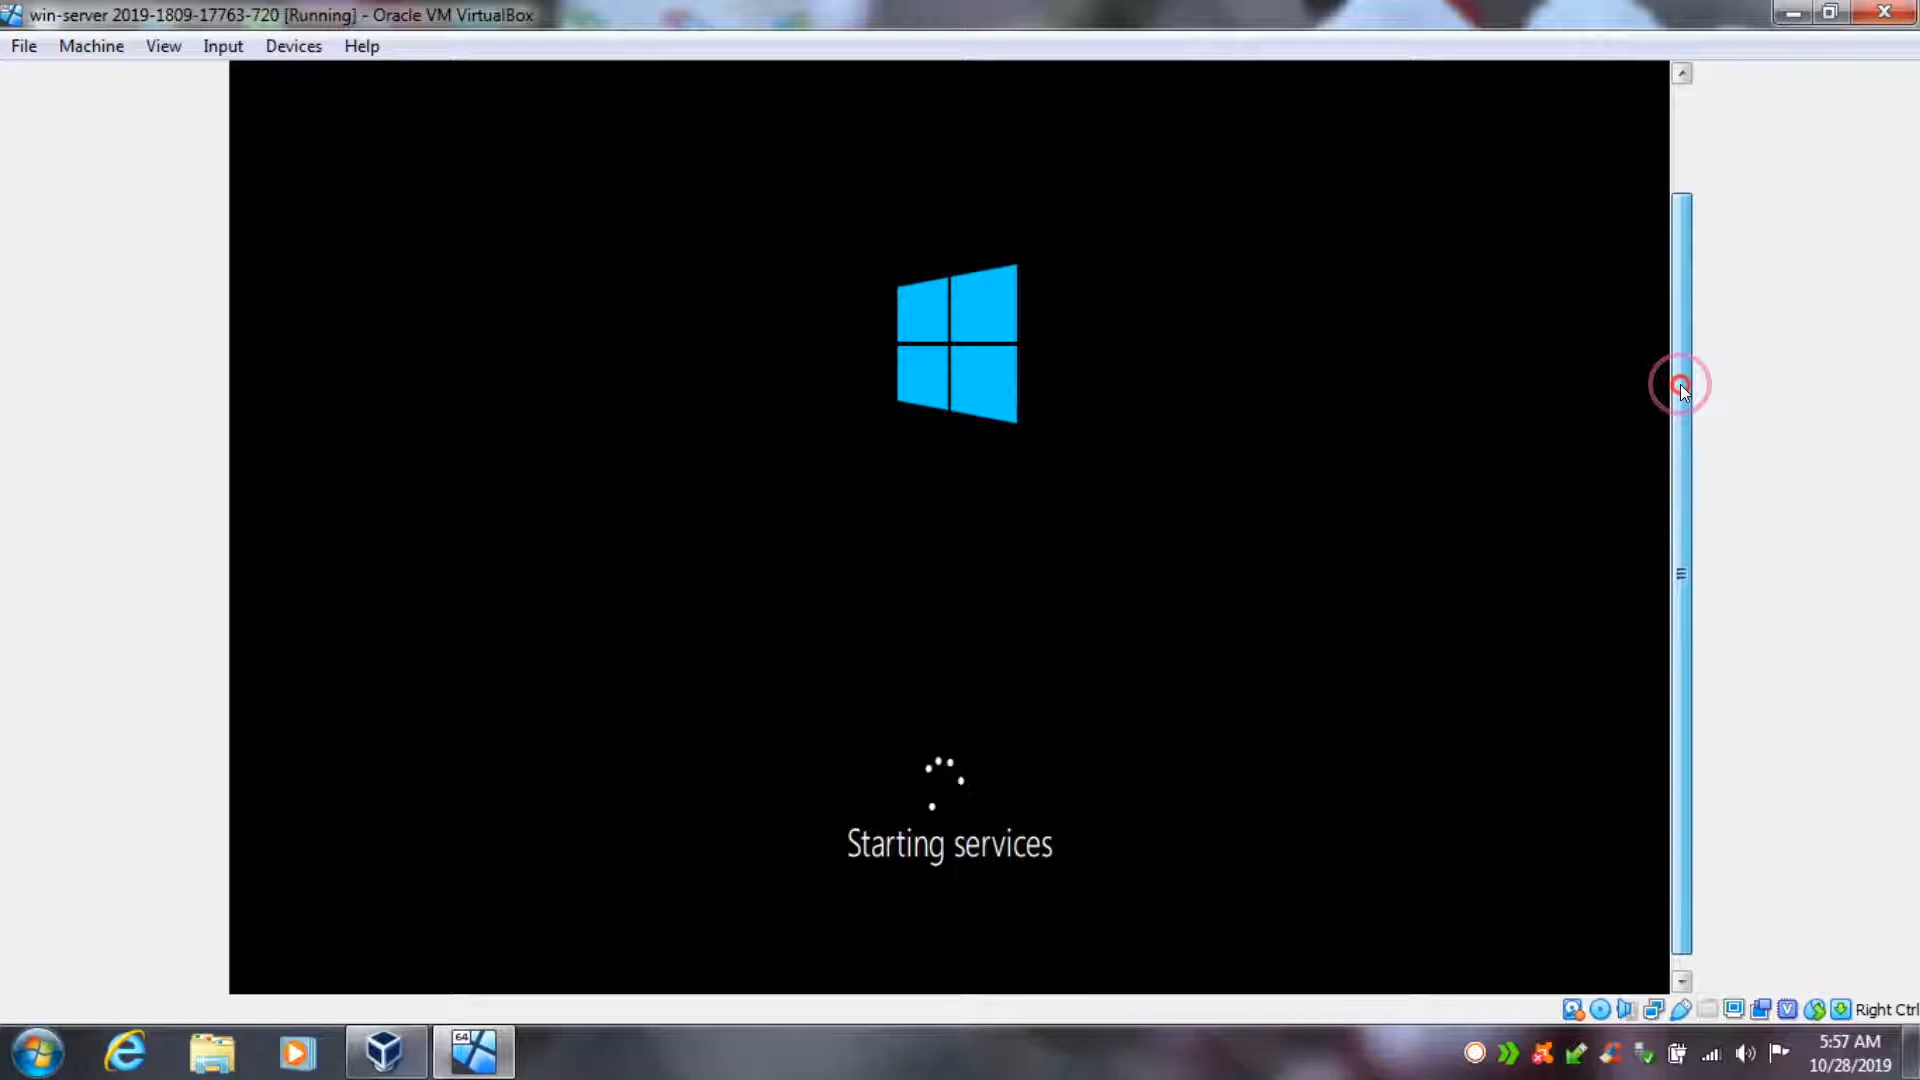 win-server 2019-1809-17763-720 [Running] - Oracle VM VirtualBox
File Machine View Input Devices Help
Starting services
Right Ctrl
64
5:57 AM
10/28/2019